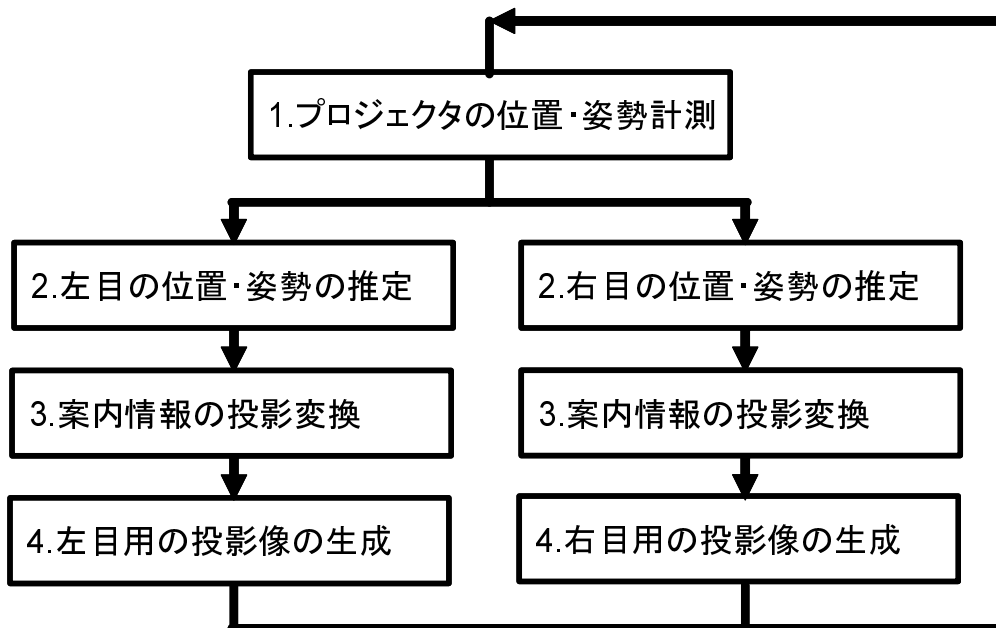 1.プロジェクタの位置・姿勢計測
2.左目の位置・姿勢の推定
2.右目の位置・姿勢の推定
3.案内情報の投影変換
3.案内情報の投影変換
4.左目用の投影像の生成
4.右目用の投影像の生成